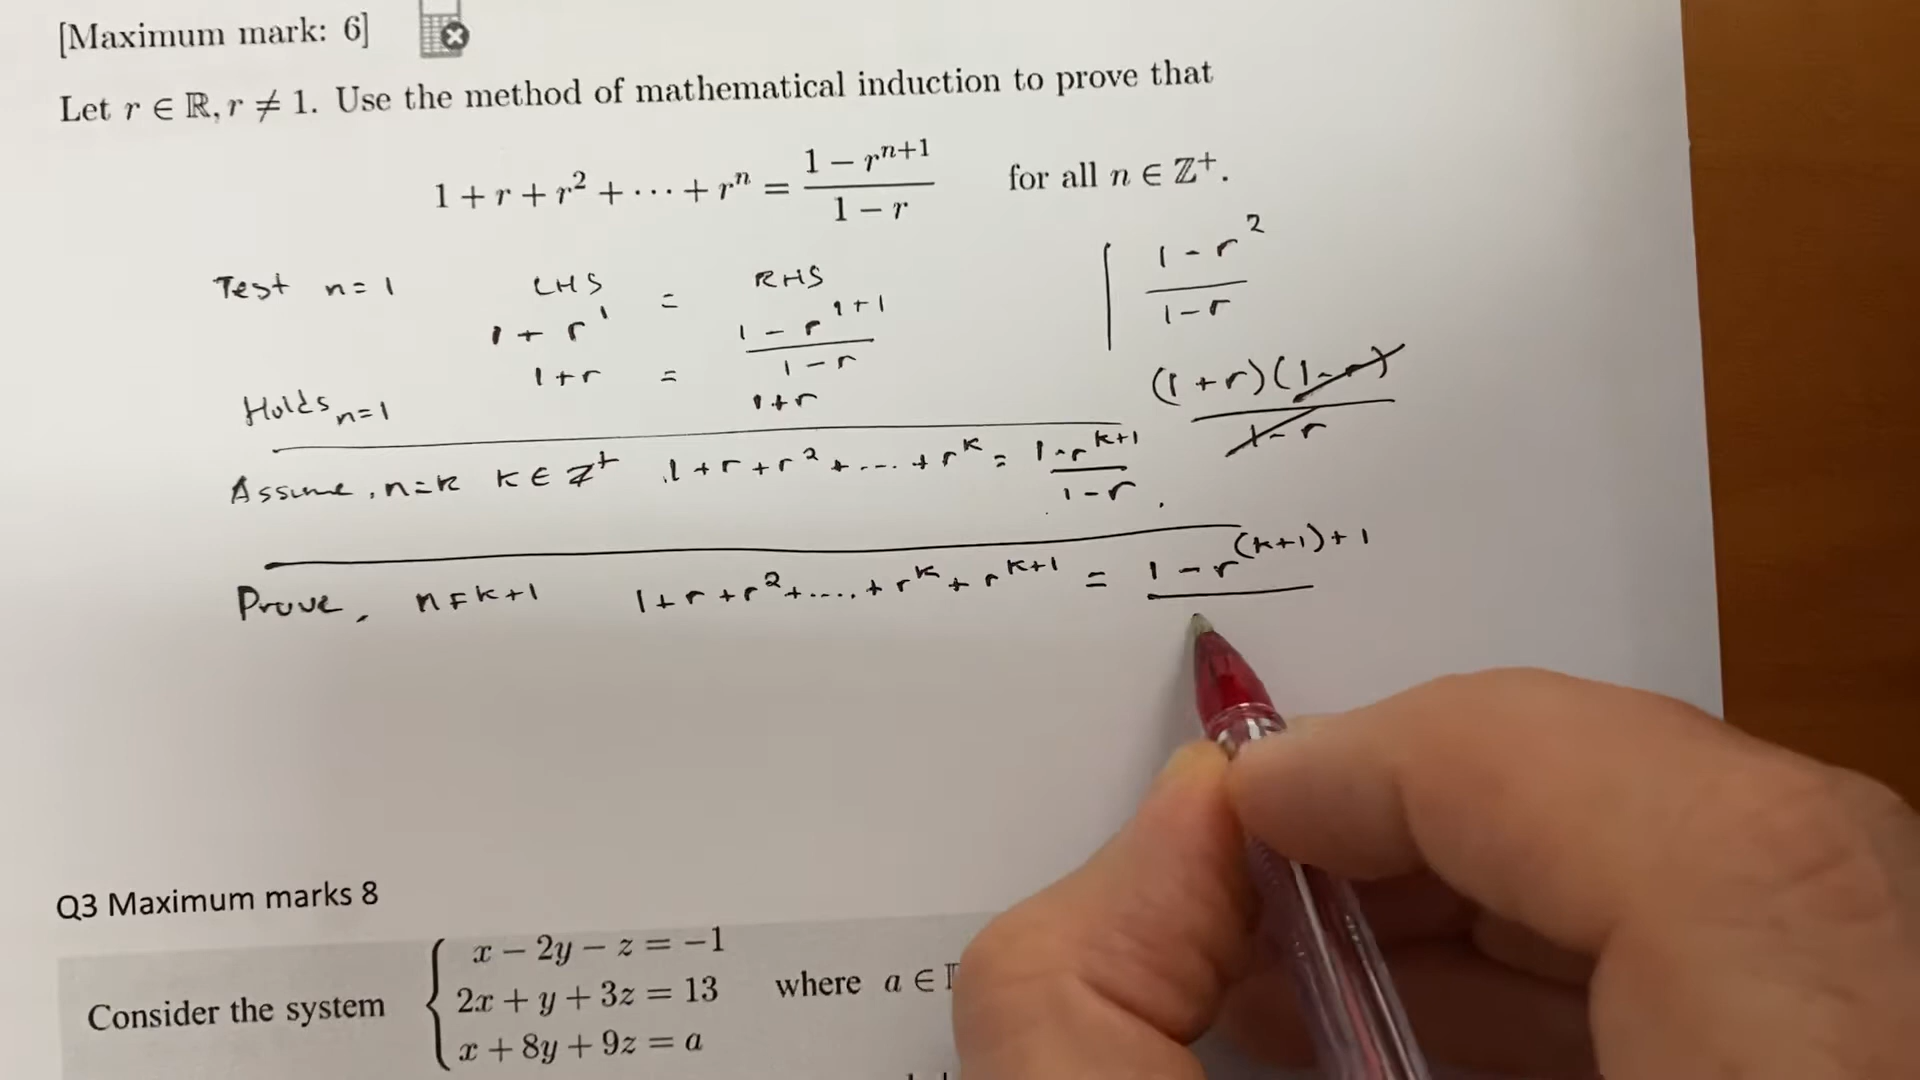 [Maximum mark: 6]
Let r ∈ ℝ, r ≠ 1. Use the method of mathematical induction to prove that
1 + r + r² + ··· + rⁿ = (1 − rⁿ⁺¹)/(1 − r) for all n ∈ ℤ⁺.
Test n = 1 LHS = RHS
1 + r¹ (1 − r¹⁺¹)/(1 − r) | (1 − r²)/(1 − r)
1 + r = 1 + r (1 + r)(1 − r)/(1 − r)
Holds n=1
Assume, n = k k ∈ Z⁺ 1 + r + r² + .... + rᵏ = (1 − rᵏ⁺¹)/(1 − r).
Prove, n = k+1 1 + r + r² + .... + rᵏ + rᵏ⁺¹ = 1 − r⁽ᵏ⁺¹⁾⁺¹
Q3 Maximum marks 8
x − 2y − z = −1
Consider the system 2x + y + 3z = 13 where a ∈
x + 8y + 9z = a